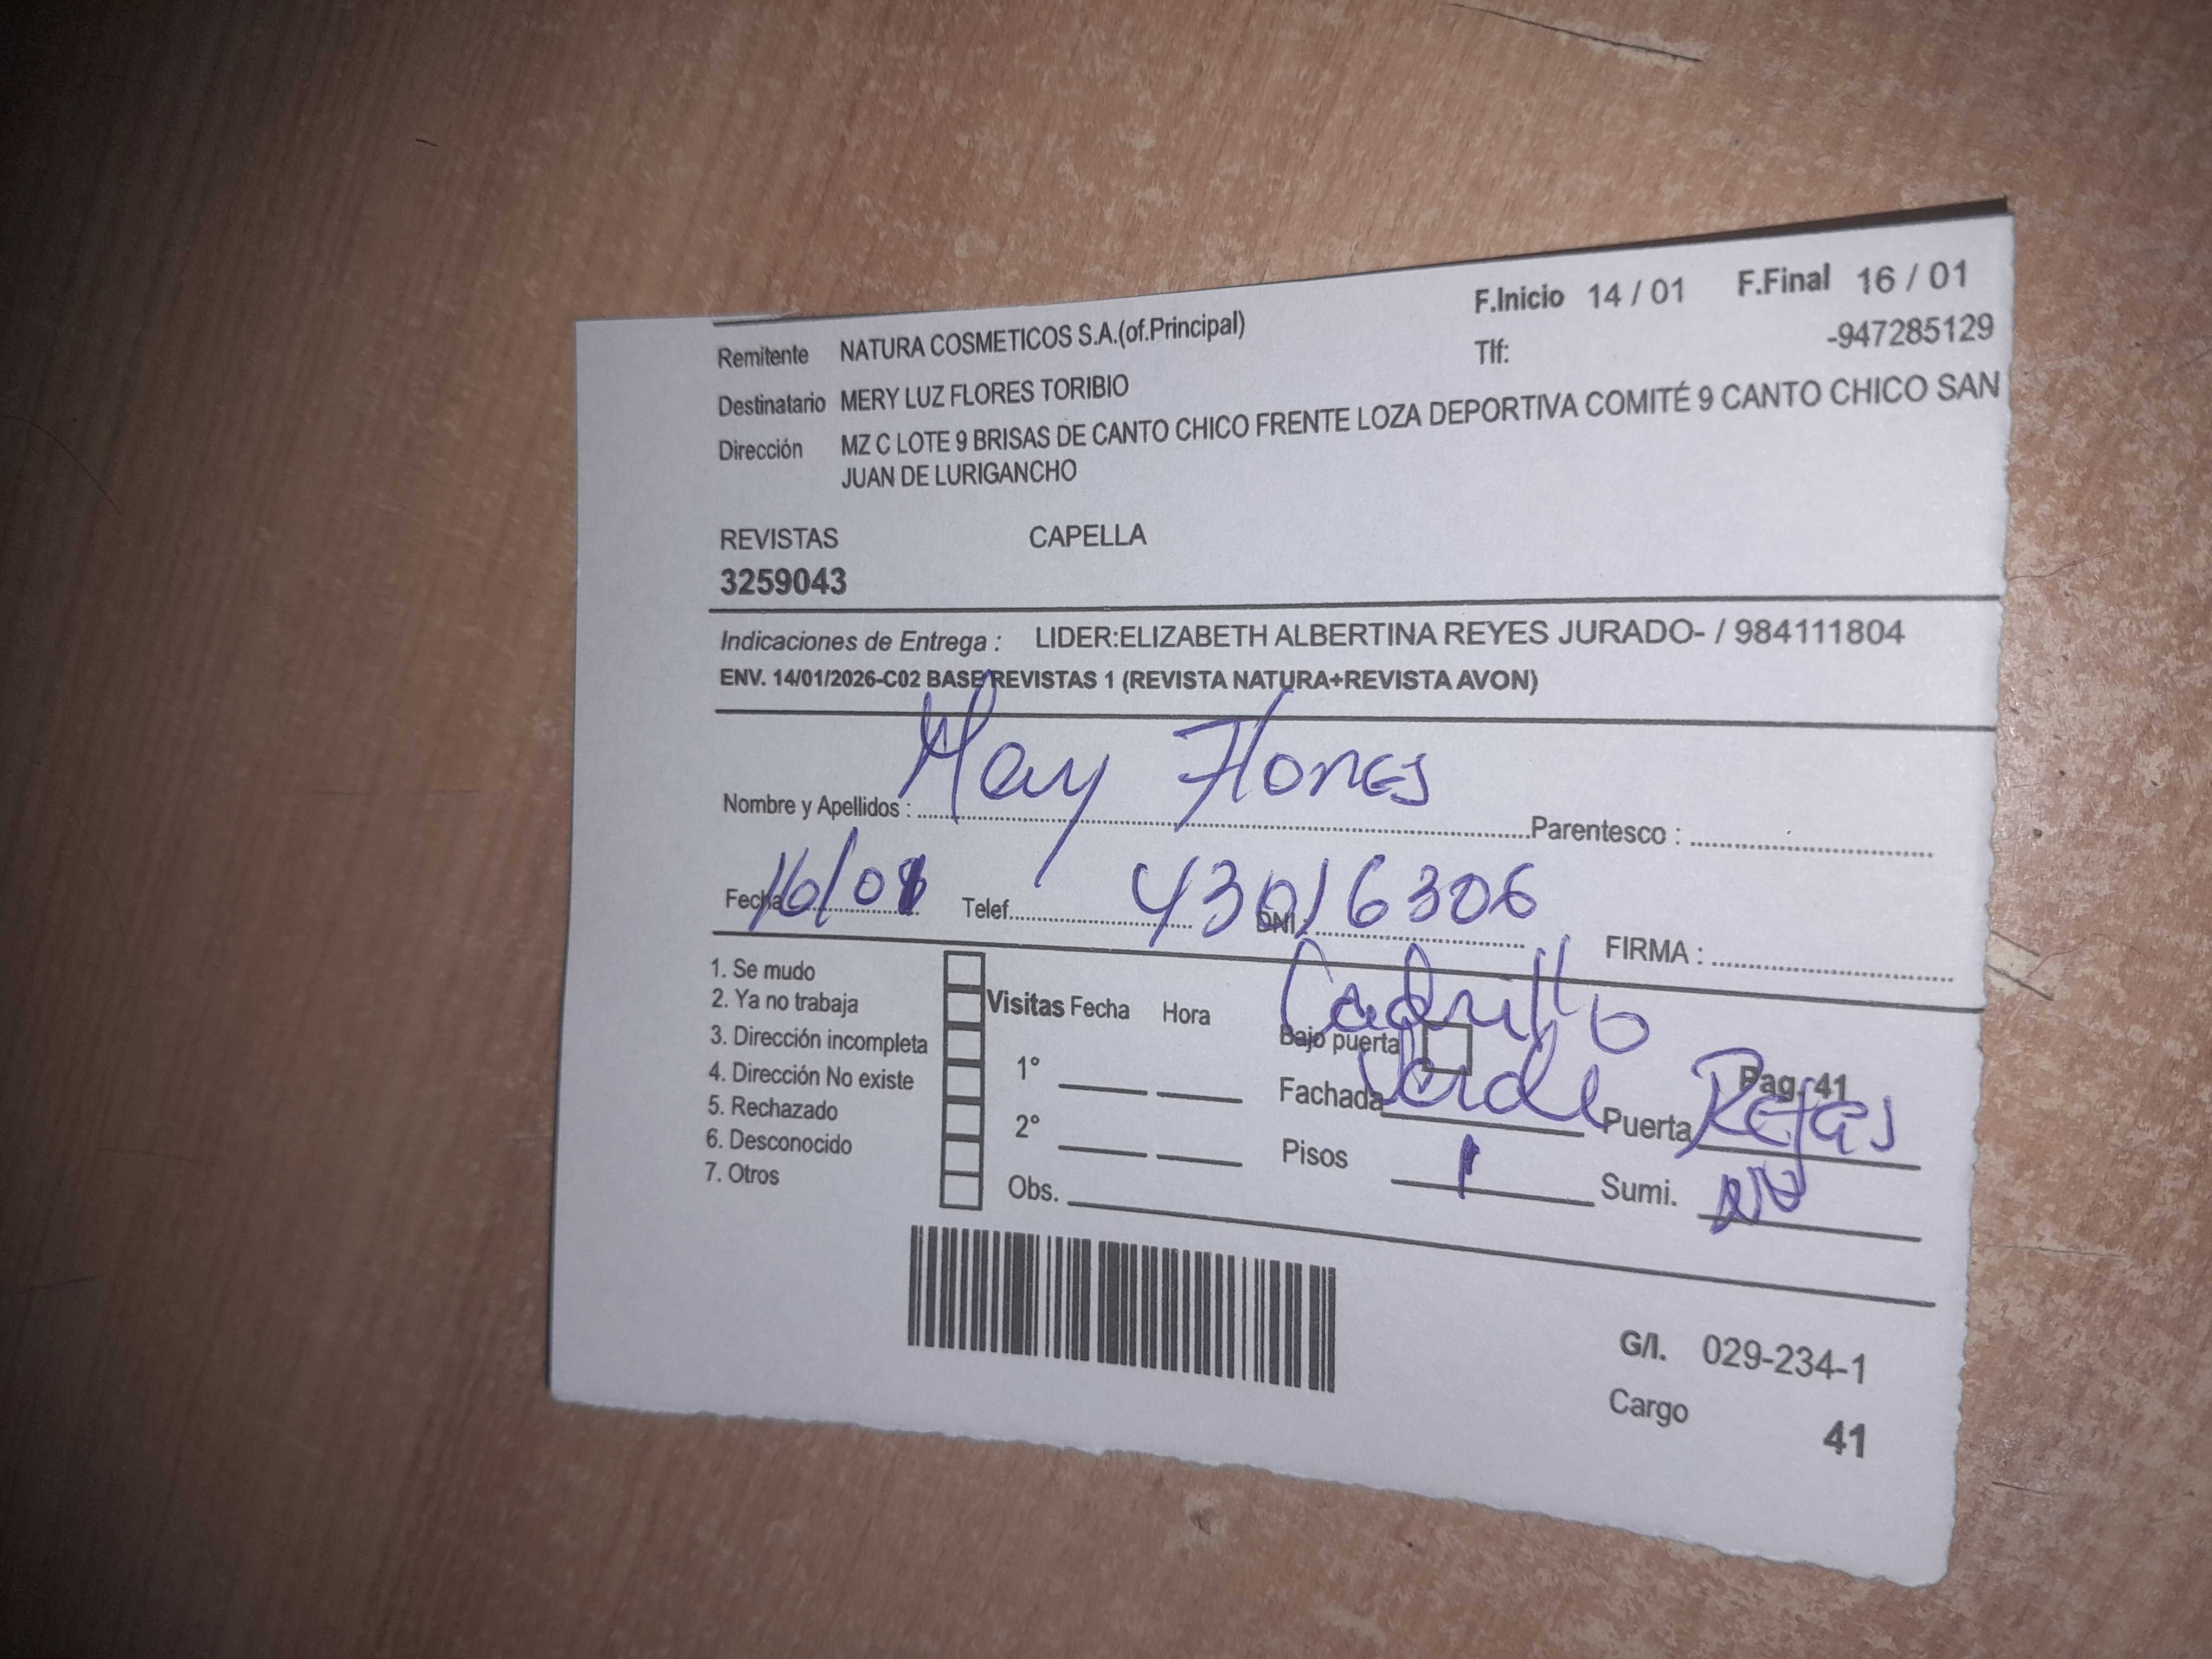 F.Inicio 14 / 01 F.Final 16 / 01
Remitente NATURA COSMETICOS S.A.(of.Principal) Tlf: -947285129
Destinatario MERY LUZ FLORES TORIBIO
Dirección MZ C LOTE 9 BRISAS DE CANTO CHICO FRENTE LOZA DEPORTIVA COMITÉ 9 CANTO CHICO SAN
JUAN DE LURIGANCHO
REVISTAS CAPELLA
3259043
Indicaciones de Entrega : LIDER:ELIZABETH ALBERTINA REYES JURADO- / 984111804
ENV. 14/01/2026-C02 BASE REVISTAS 1 (REVISTA NATURA+REVISTA AVON)
Nombre y Apellidos : Flores Parentesco :
Fecha 16/01 Telef. DNI : 43016306 FIRMA :
1. Se mudo
2. Ya no trabaja
3. Dirección incompleta
4. Dirección No existe
5. Rechazado
6. Desconocido
7. Otros
Visitas Fecha Hora
1°
2°
Obs.
Bajo puerta Pag. 41
Fachada Verde Puerta Rejas
Pisos 1 Sumi.
G/I. 029-234-1
Cargo 41